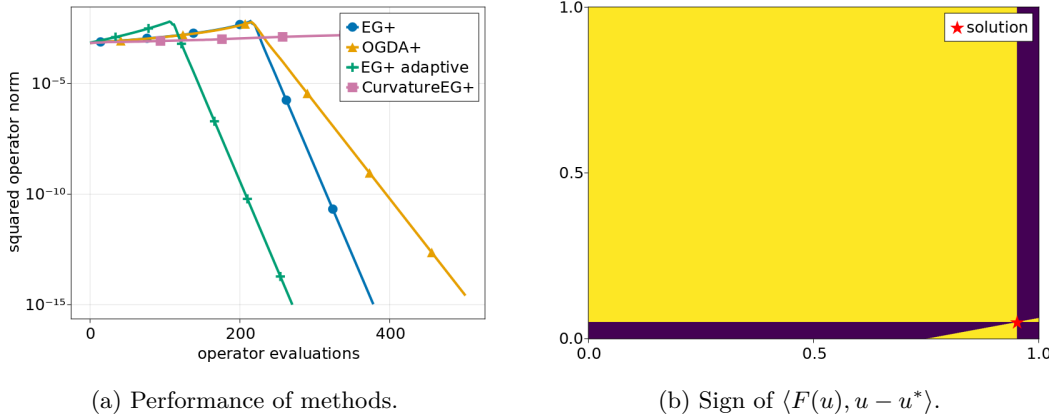 EG+
OGDA+
EG+ adaptive
CurvatureEG+
10⁻⁵
10⁻¹⁰
10⁻¹⁵
squared operator norm
0 200 400
operator evaluations
(a) Performance of methods.
solution
1.0
0.5
0.0
0.0 0.5 1.0
(b) Sign of ⟨F(u), u − u*⟩.